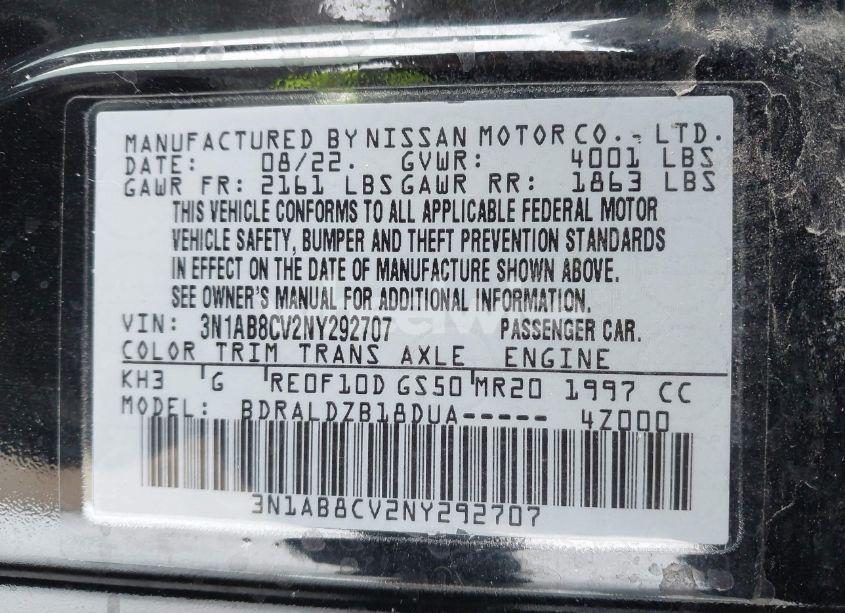 MANUFACTURED BY NISSAN MOTOR CO., LTD.
DATE: 08/22. GVWR: 4001 LBS
GAWR FR: 2161 LBS GAWR RR: 1863 LBS
THIS VEHICLE CONFORMS TO ALL APPLICABLE FEDERAL MOTOR
VEHICLE SAFETY, BUMPER AND THEFT PREVENTION STANDARDS
IN EFFECT ON THE DATE OF MANUFACTURE SHOWN ABOVE.
SEE OWNER'S MANUAL FOR ADDITIONAL INFORMATION.
VIN: 3N1AB8CV2NY292707 PASSENGER CAR.
COLOR TRIM TRANS AXLE ENGINE
KH3 G RE0F10D GS50 MR20 1997 CC
MODEL: BDRALDZB18DUA----- 4Z000
3N1AB8CV2NY292707